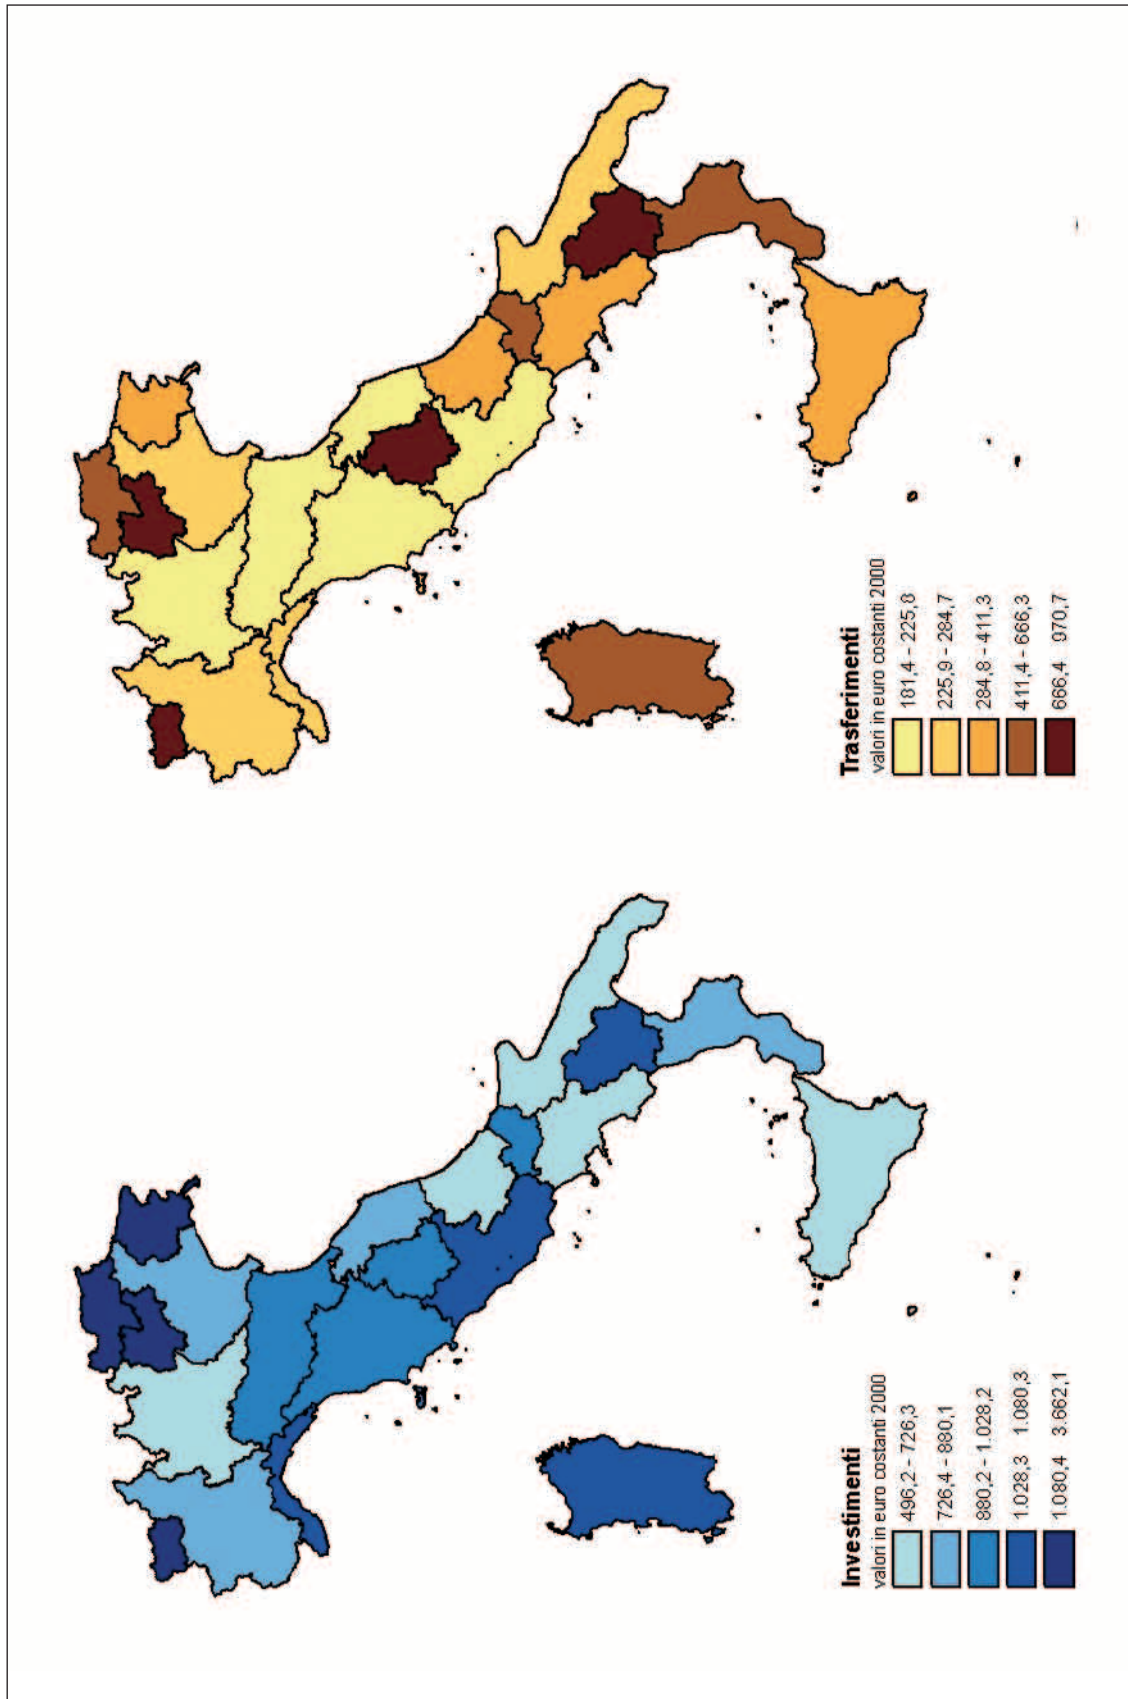 Investimenti
valori in euro costanti 2000
496,2 - 726,3
726,4 - 880,1
880,2 - 1.028,2
1.028,3 1.080,3
1.080,4 3.662,1
Trasferimenti
valori in euro costanti 2000
181,4 - 225,8
225,9 - 284,7
284,8 - 411,3
411,4 - 666,3
666,4 970,7